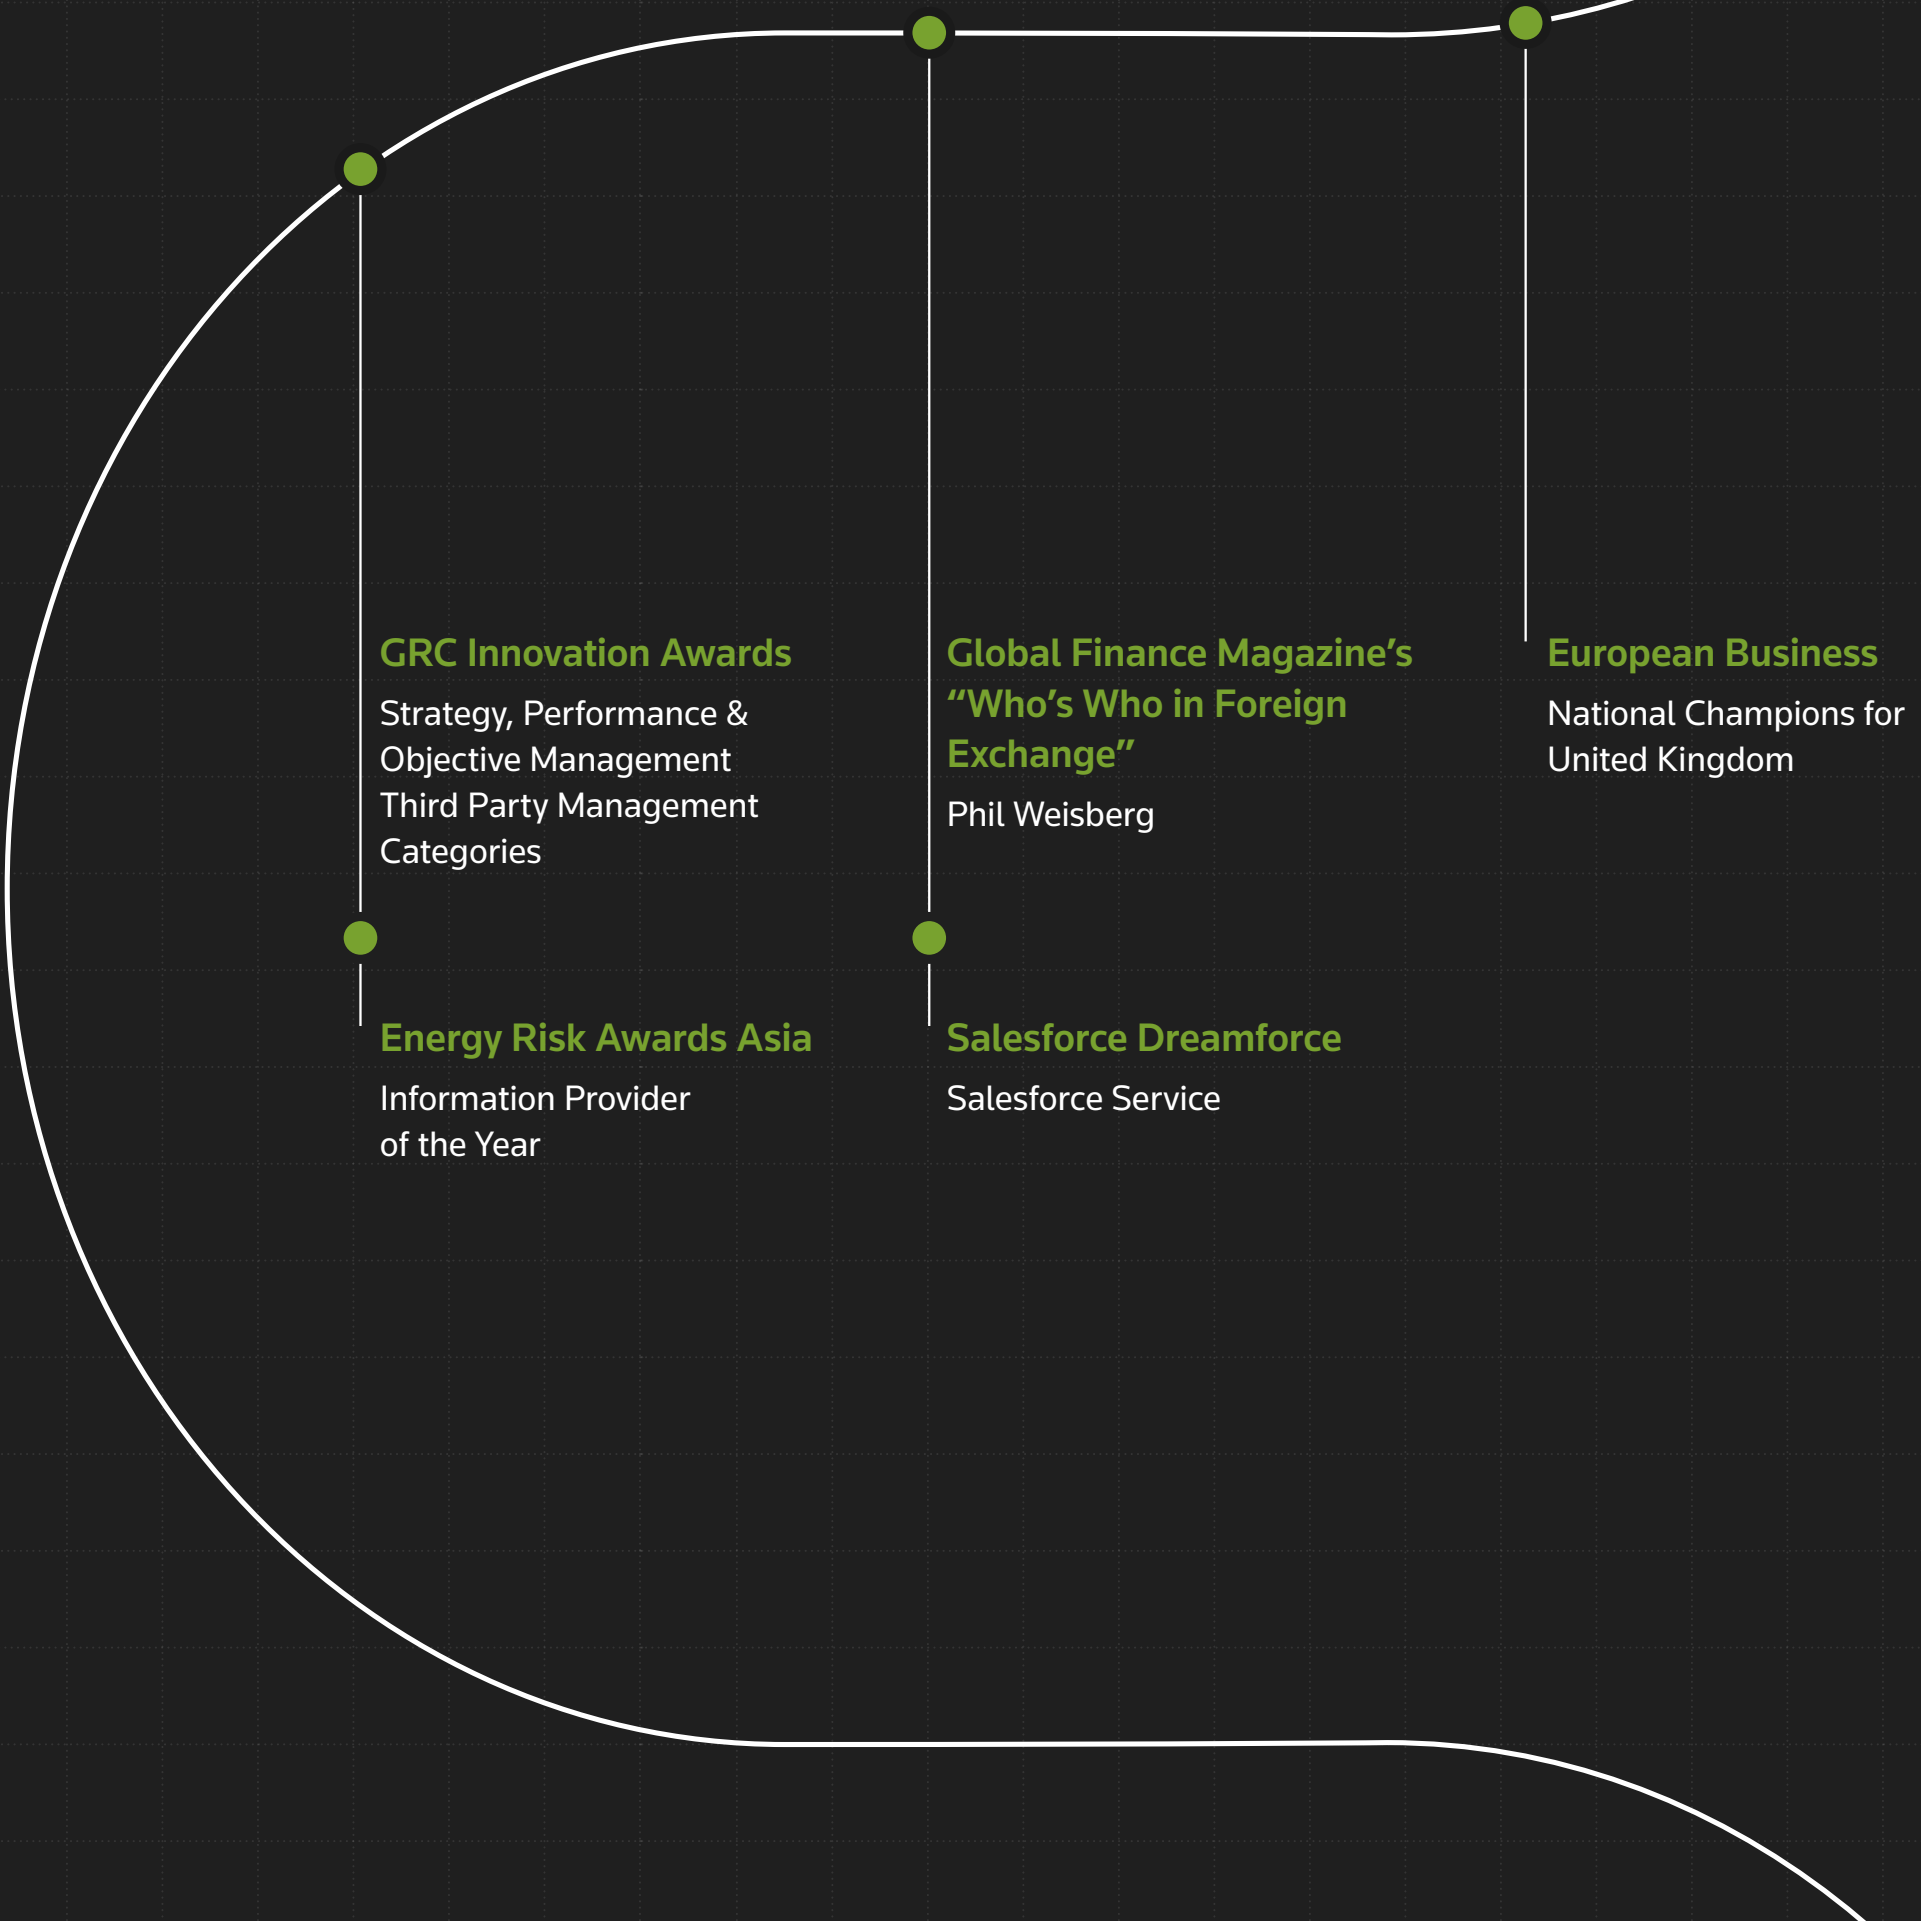 GRC Innovation Awards
Strategy, Performance &
Objective Management
Third Party Management
Categories
Energy Risk Awards Asia
Information Provider
of the Year
Global Finance Magazine’s
“Who’s Who in Foreign
Exchange”
Phil Weisberg
Salesforce Dreamforce
Salesforce Service
European Business
National Champions for
United Kingdom